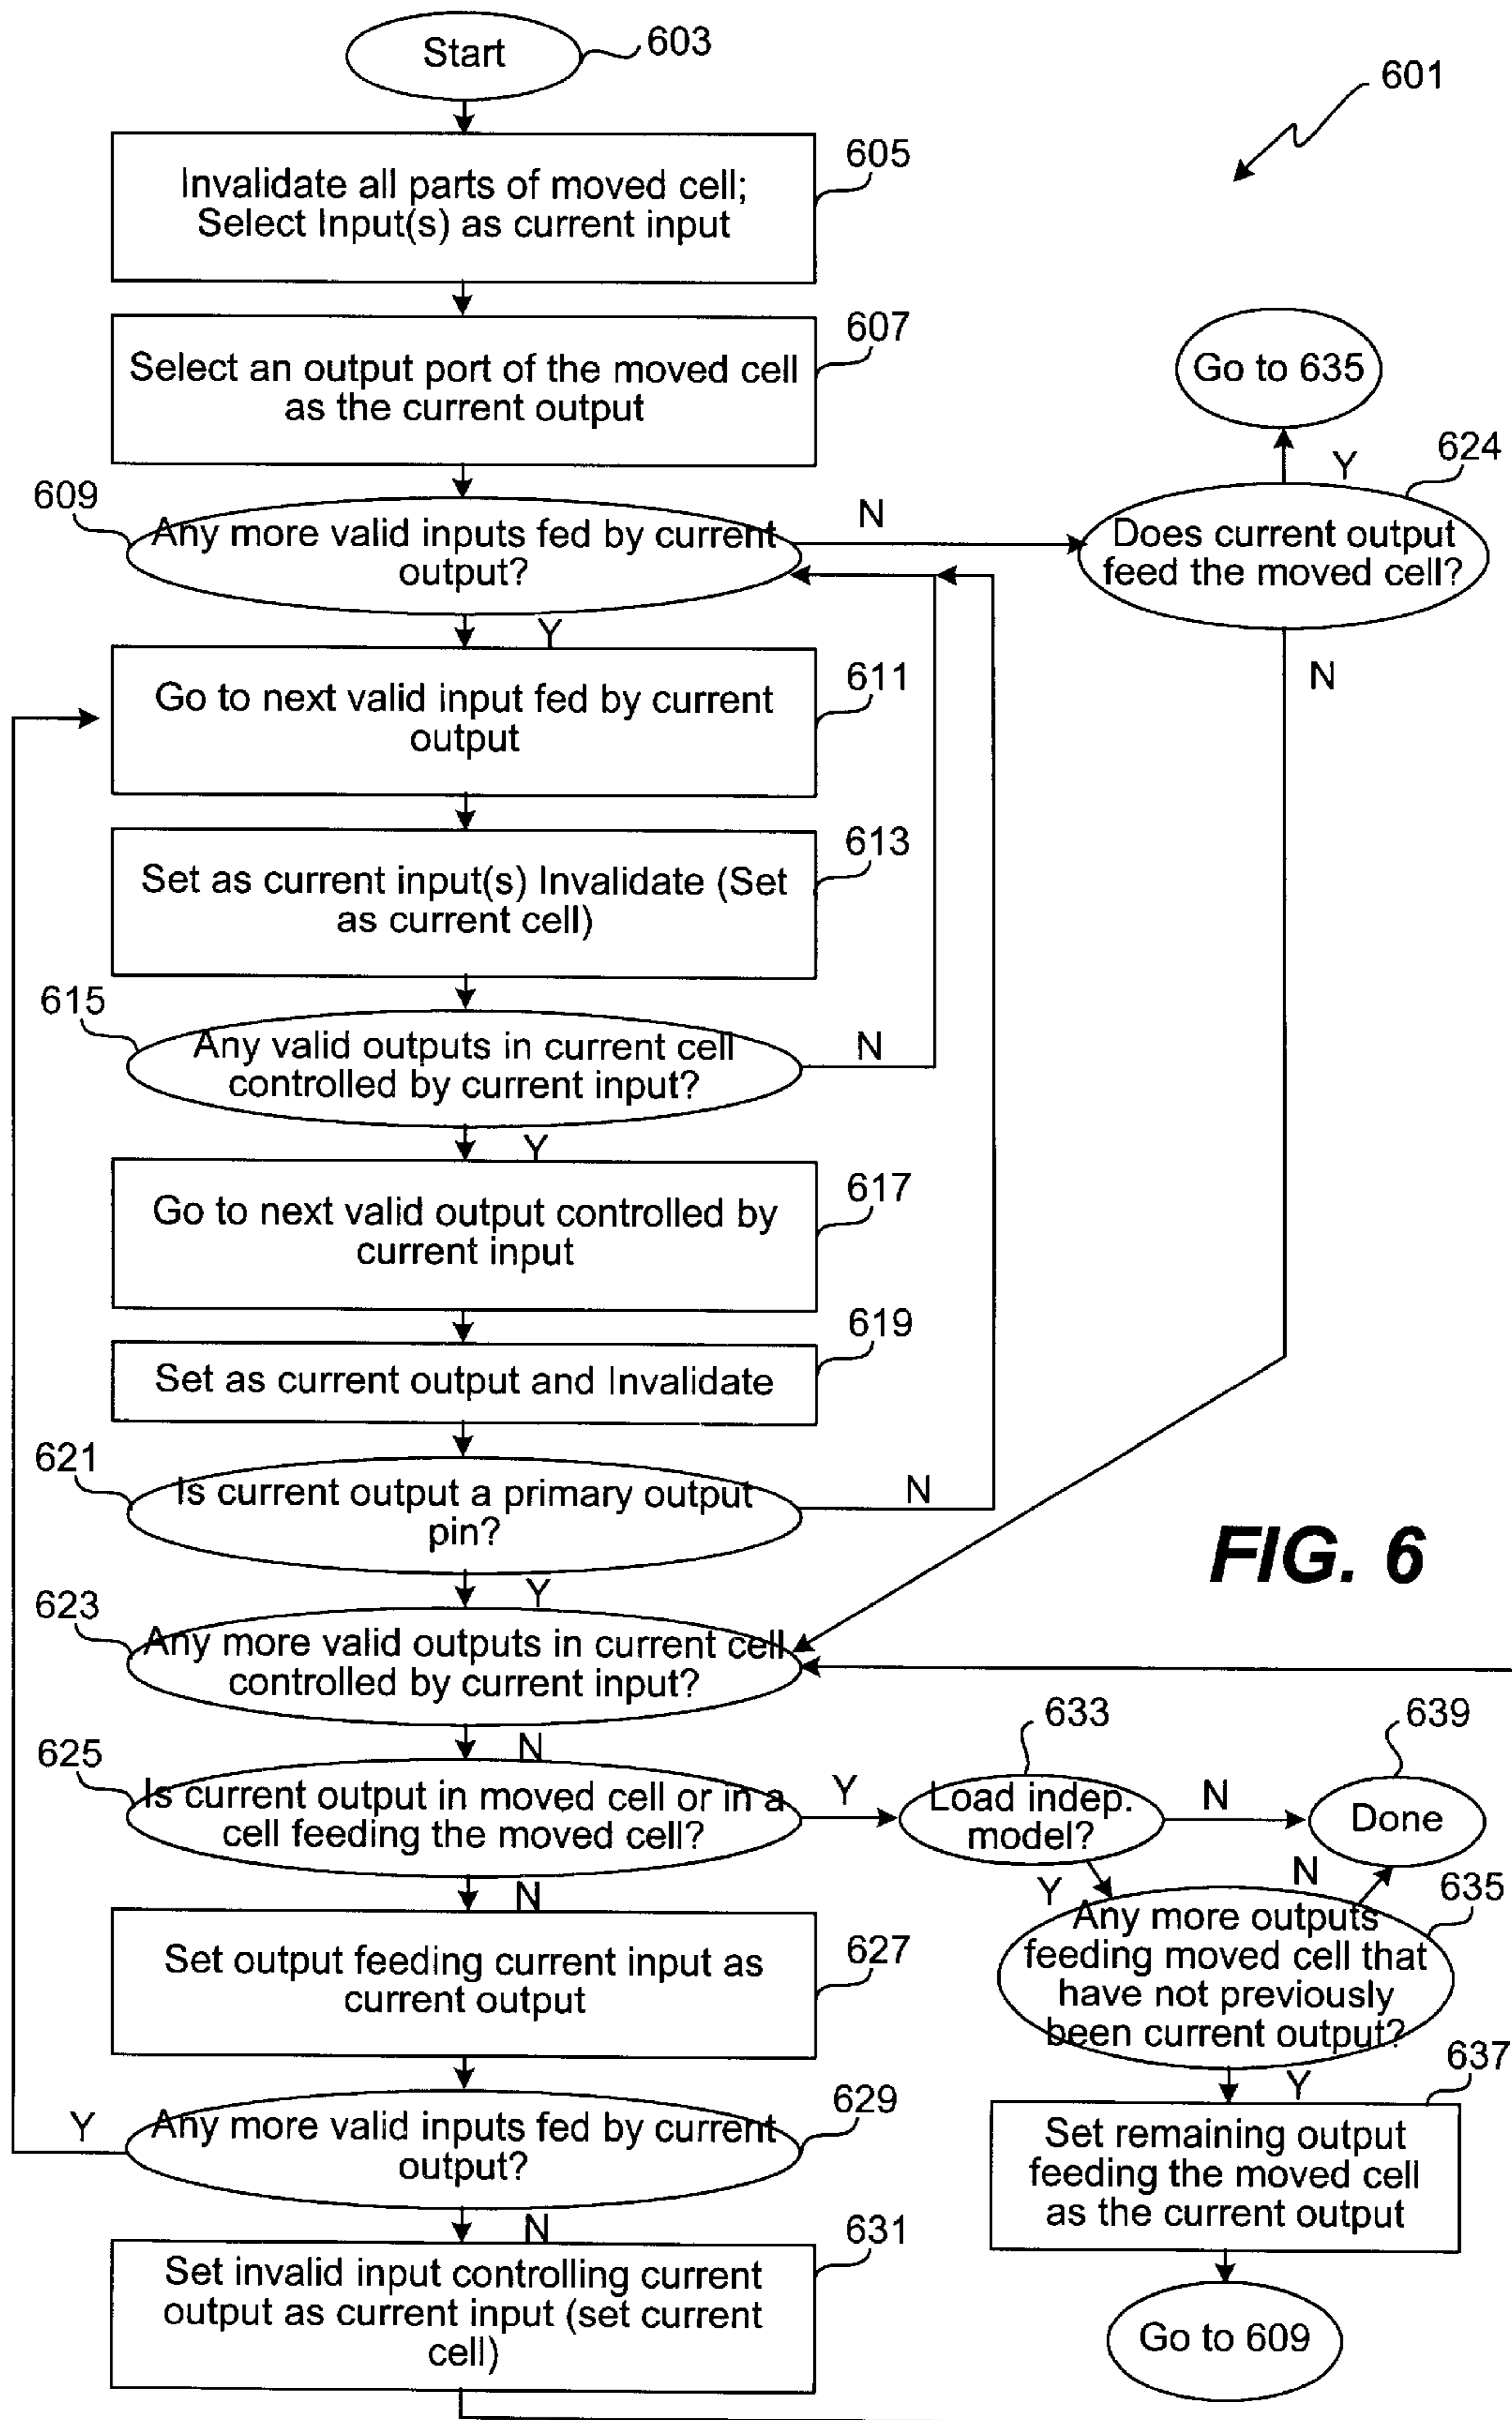 Start
603
601
Invalidate all parts of moved cell;
Select Input(s) as current input
605
Select an output port of the moved cell
as the current output
607
Go to 635
609
Any more valid inputs fed by current
output?
N
Does current output
feed the moved cell?
Y
624
N
Y
Go to next valid input fed by current
output
611
Set as current input(s) Invalidate (Set
as current cell)
613
615
Any valid outputs in current cell
controlled by current input?
N
Y
Go to next valid output controlled by
current input
617
Set as current output and Invalidate
619
621
Is current output a primary output
pin?
N
Y
FIG. 6
623
Any more valid outputs in current cell
controlled by current input?
N
625
Is current output in moved cell or in a
cell feeding the moved cell?
Y
633
Load indep.
model?
N
639
Done
Y
N
635
Any more outputs
feeding moved cell that
have not previously
been current output?
Y
637
Set remaining output
feeding the moved cell
as the current output
Go to 609
N
Set output feeding current input as
current output
627
Y
Any more valid inputs fed by current
output?
629
N
Set invalid input controlling current
output as current input (set current
cell)
631